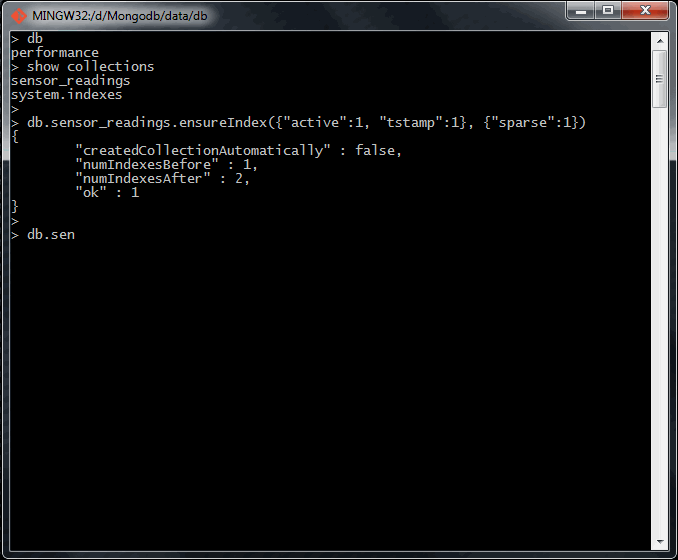 MINGW32:/d/Mongodb/data/db
> db
performance
> show collections
sensor_readings
system.indexes
>
> db.sensor_readings.ensureIndex({"active":1, "tstamp":1}, {"sparse":1})
{
        "createdCollectionAutomatically" : false,
        "numIndexesBefore" : 1,
        "numIndexesAfter" : 2,
        "ok" : 1
}
>
> db.sen